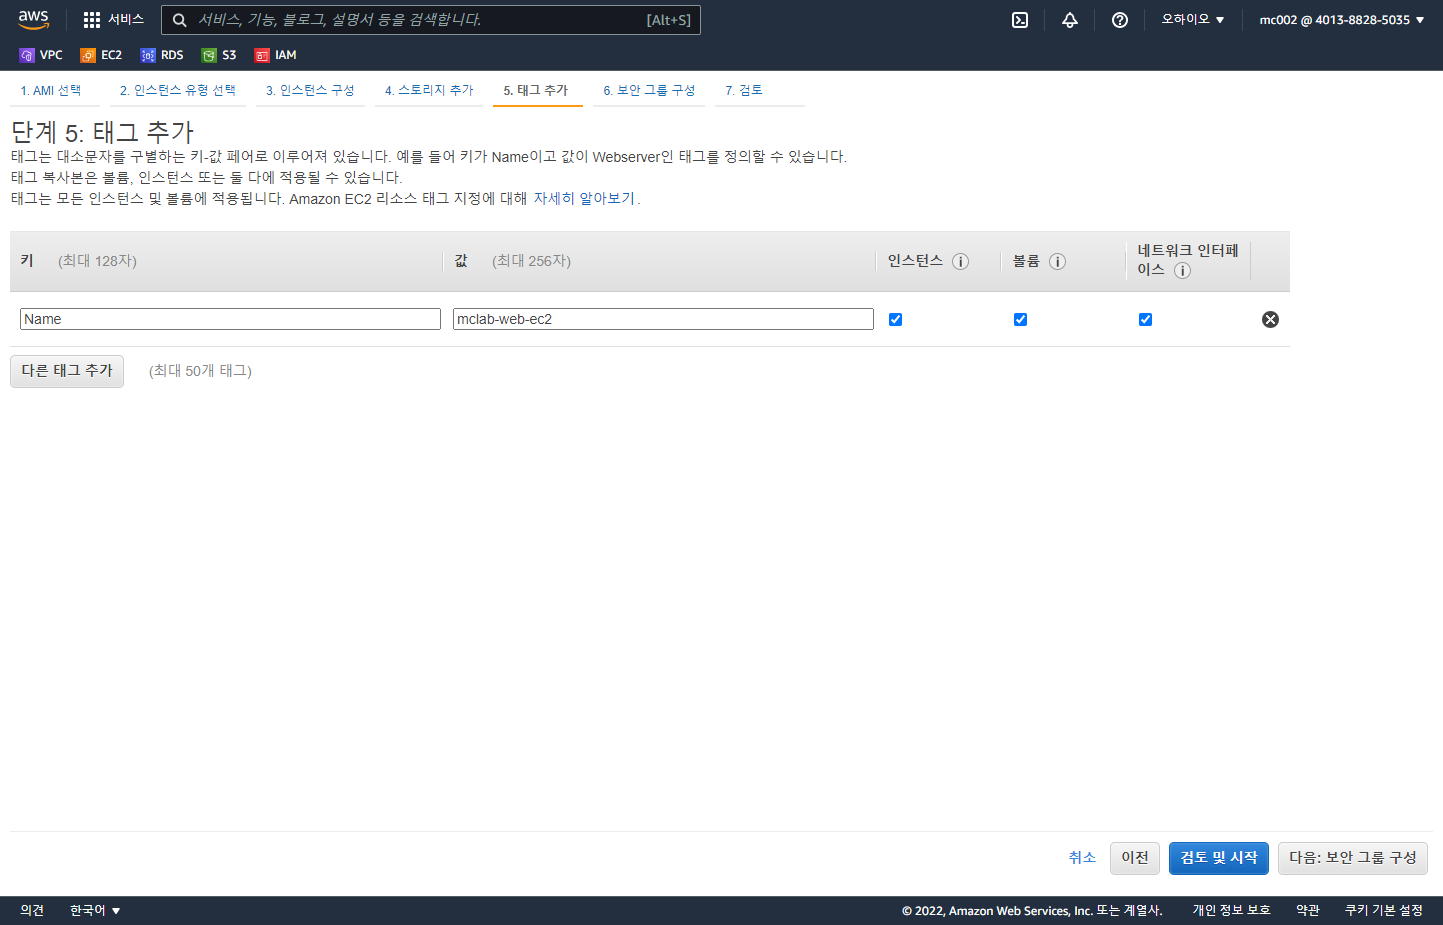 aws
서비스
서비스, 기능, 블로그, 설명서 등을 검색합니다.
[Alt+S]
오하이오 ▼
mc002 @ 4013-8828-5035 ▼
VPC
EC2
RDS
S3
IAM
1. AMI 선택
2. 인스턴스 유형 선택
3. 인스턴스 구성
4. 스토리지 추가
5. 태그 추가
6. 보안 그룹 구성
7. 검토
단계 5: 태그 추가
태그는 대소문자를 구별하는 키-값 페어로 이루어져 있습니다. 예를 들어 키가 Name이고 값이 Webserver인 태그를 정의할 수 있습니다.
태그 복사본은 볼륨, 인스턴스 또는 둘 다에 적용될 수 있습니다.
태그는 모든 인스턴스 및 볼륨에 적용됩니다. Amazon EC2 리소스 태그 지정에 대해 자세히 알아보기.
키 (최대 128자)
값 (최대 256자)
인스턴스
볼륨
네트워크 인터페
이스
Name
mclab-web-ec2
다른 태그 추가
(최대 50개 태그)
취소
이전
검토 및 시작
다음: 보안 그룹 구성
의견
한국어 ▼
© 2022, Amazon Web Services, Inc. 또는 계열사.
개인 정보 보호
약관
쿠키 기본 설정